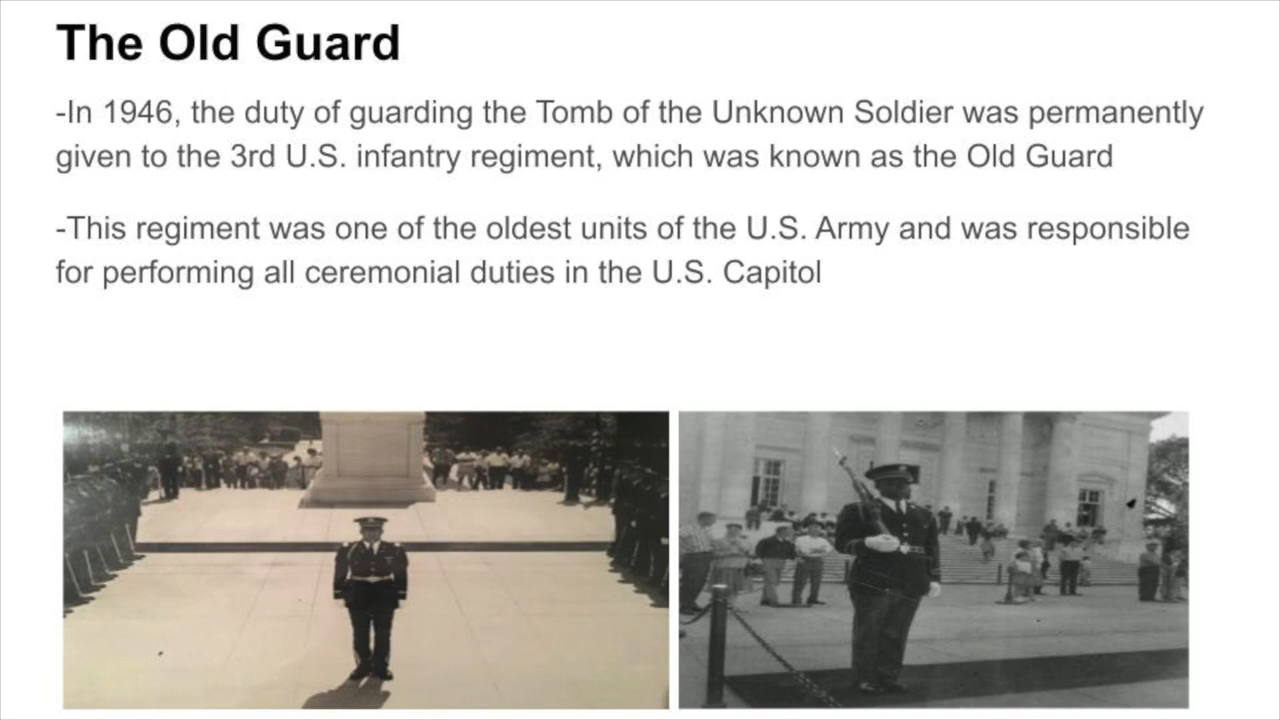 The Old Guard
-In 1946, the duty of guarding the Tomb of the Unknown Soldier was permanently
given to the 3rd U.S. infantry regiment, which was known as the Old Guard
-This regiment was one of the oldest units of the U.S. Army and was responsible
for performing all ceremonial duties in the U.S. Capitol